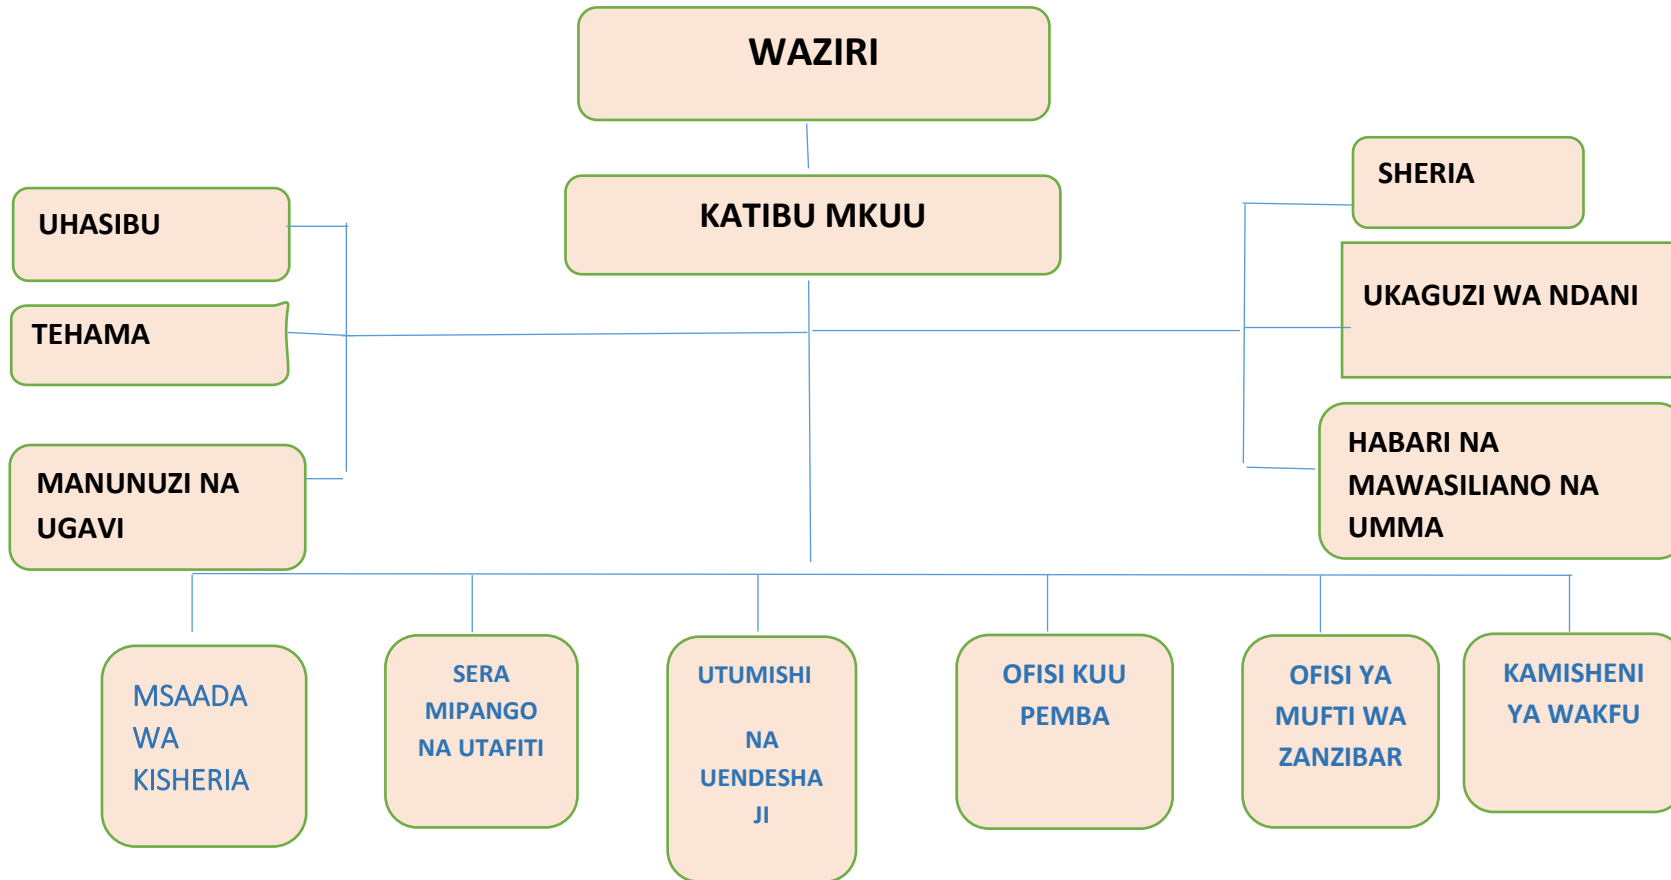 WAZIRI
KATIBU MKUU
UHASIBU
TEHAMA
MANUNUZI NA
UGAVI
SHERIA
UKAGUZI WA NDANI
HABARI NA
MAWASILIANO NA
UMMA
MSAADA
WA
KISHERIA
SERA
MIPANGO
NA UTAFITI
UTUMISHI
NA
UENDESHA
JI
OFISI KUU
PEMBA
OFISI YA
MUFTI WA
ZANZIBAR
KAMISHENI
YA WAKFU